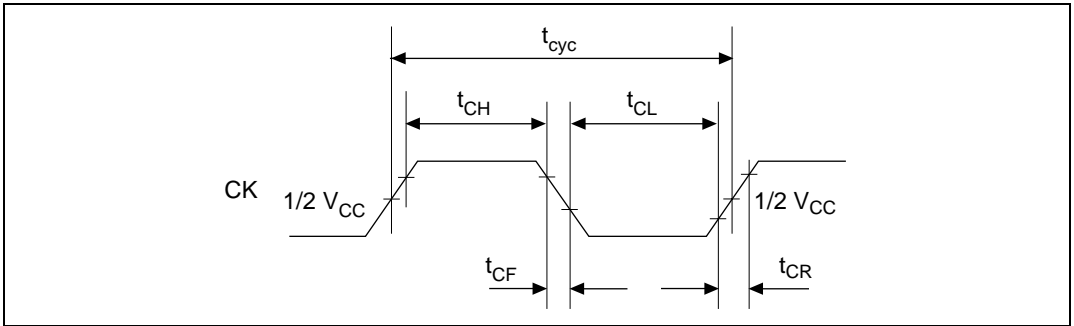 tcyc
tCH
tCL
CK
1/2 VCC
1/2 VCC
tCF
tCR